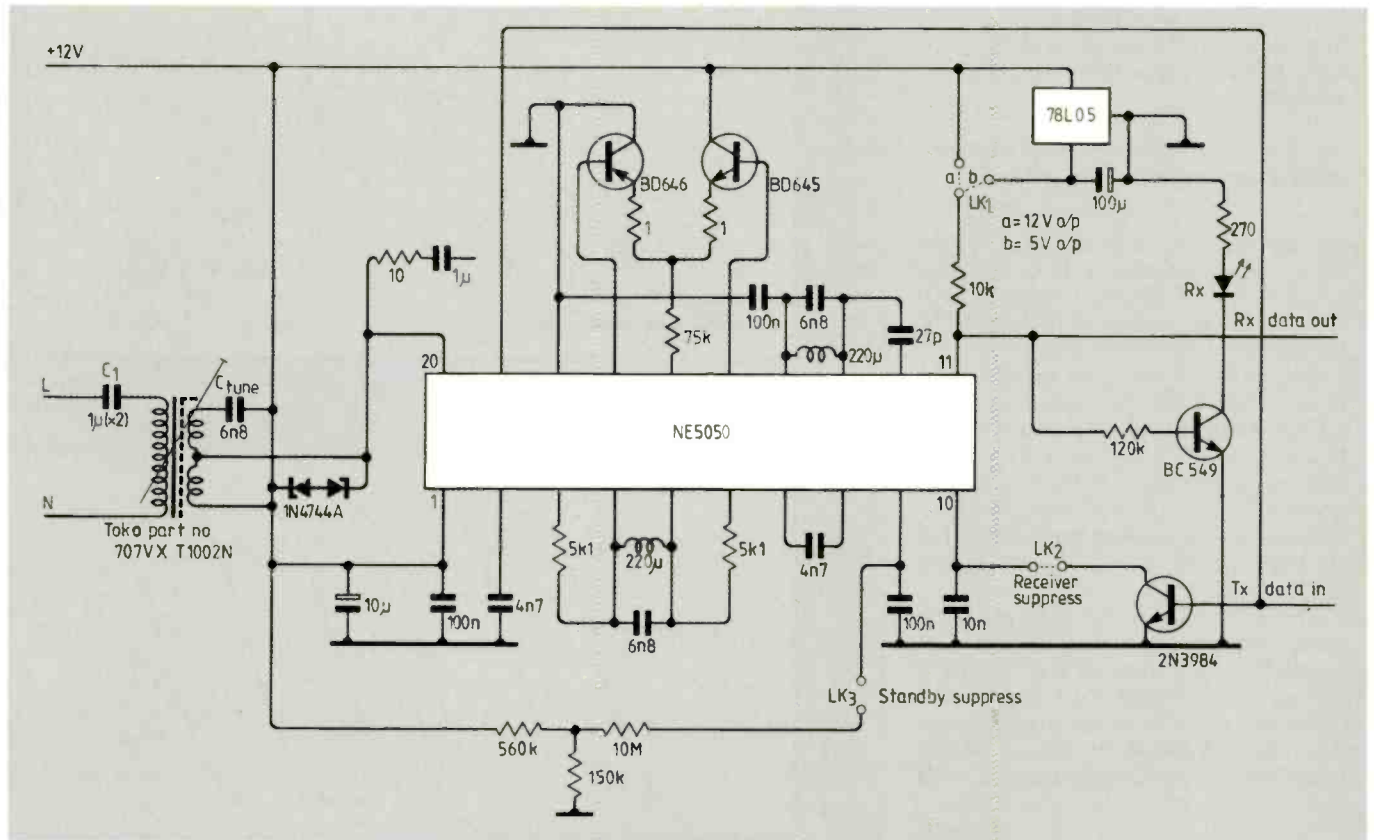 +12V
78L05
BD646
BD645
a b
LK1
100µ
a = 12V o/p
b = 5V o/p
1
1
270
10
1µ
10k
Rx
100n
6n8
27p
Rx data out
75k
220µ
20
11
L
C1
1µ(x2)
Ctune
6n8
NE5050
120k
BC549
N
1N4744A
1
10
Toko part no
707VX T1002N
5k1
220µ
5k1
4n7
LK2
Receiver
suppress
Tx data in
10µ
100n
4n7
6n8
100n
10n
2N3984
LK3 Standby suppress
560k
10M
150k